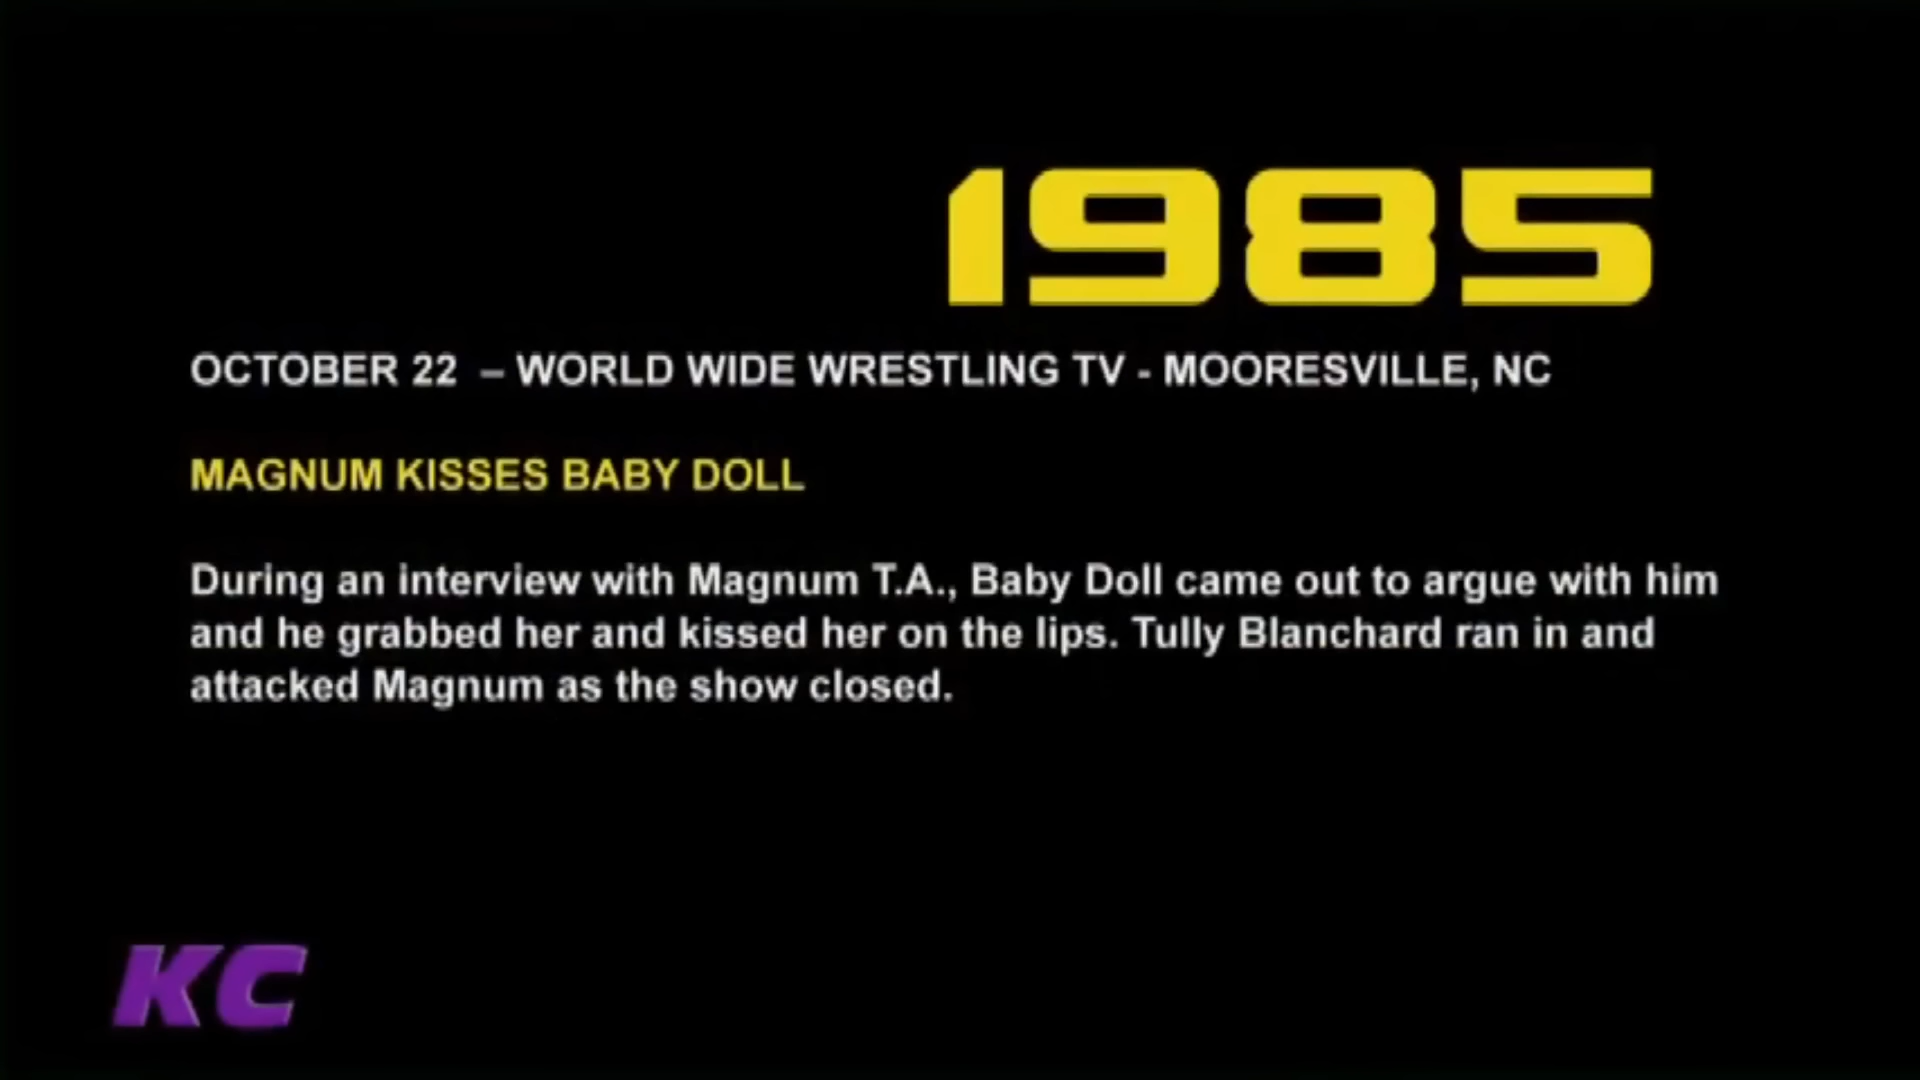 1985
OCTOBER 22 – WORLD WIDE WRESTLING TV - MOORESVILLE, NC
MAGNUM KISSES BABY DOLL
During an interview with Magnum T.A., Baby Doll came out to argue with him
and he grabbed her and kissed her on the lips. Tully Blanchard ran in and
attacked Magnum as the show closed.
KC